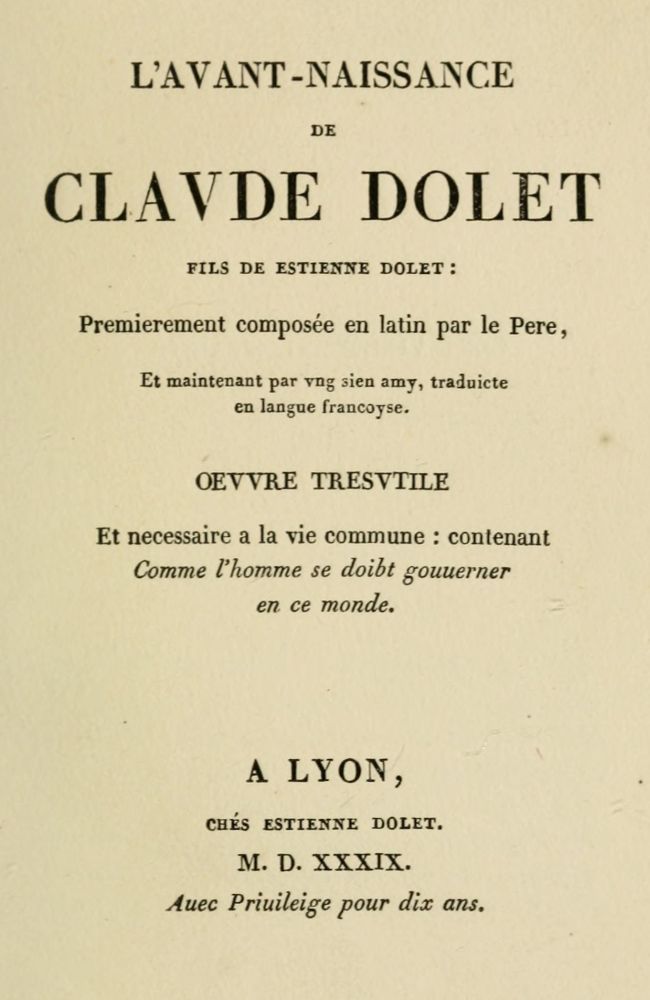 L'AVANT-NAISSANCE
DE
CLAVDE DOLET
FILS DE ESTIENNE DOLET :
Premierement composée en latin par le Pere,
Et maintenant par vng sien amy, traduicte
en langue francoyse.
OEVVRE TRESVTILE
Et necessaire a la vie commune : contenant
Comme l'homme se doibt gouuerner
en ce monde.
A LYON,
CHÉS ESTIENNE DOLET.
M. D. XXXIX.
Auec Priuileige pour dix ans.